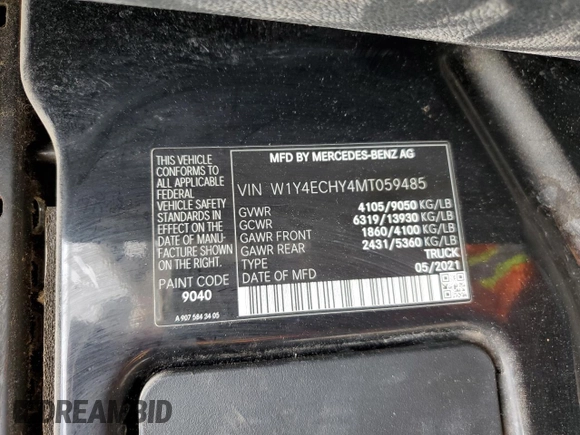 THIS VEHICLE
CONFORMS TO
ALL APPLICABLE
FEDERAL MOTOR
VEHICLE SAFETY
STANDARDS IN
EFFECT ON THE
DATE OF MANU-
FACTURE SHOWN
ON THE RIGHT.
PAINT CODE
9040
A 907 584 34 05
MFD BY MERCEDES-BENZ AG
VIN W1Y4ECHY4MT059485
GVWR 4105/9050 KG/LB
GCWR 6319/13930 KG/LB
GAWR FRONT 1860/4100 KG/LB
GAWR REAR 2431/5360 KG/LB
TYPE TRUCK
DATE OF MFD 05/2021
DREAMBID